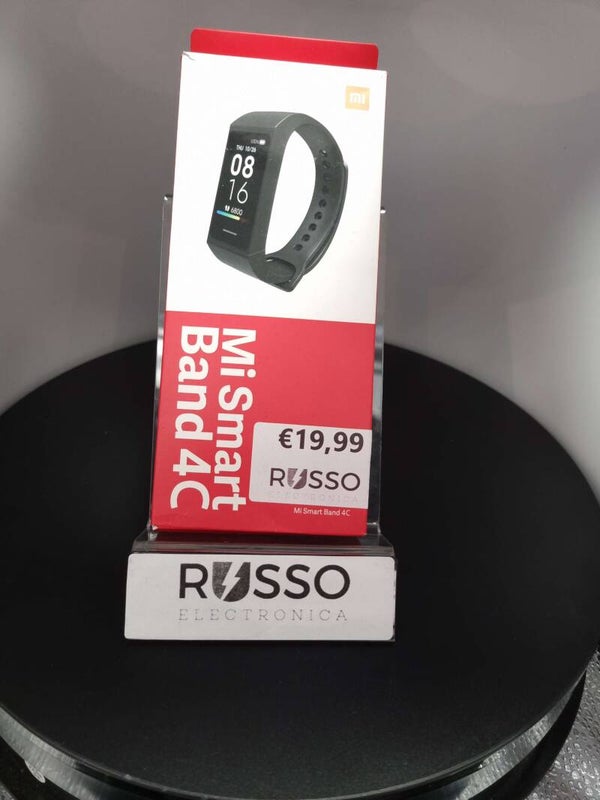 mi
THU 10/26
08
16
6800
Mi Smart
Band 4C
€19,99
RUSSO
ELECTRONICA
Mi Smart Band 4C
RUSSO
ELECTRONICA